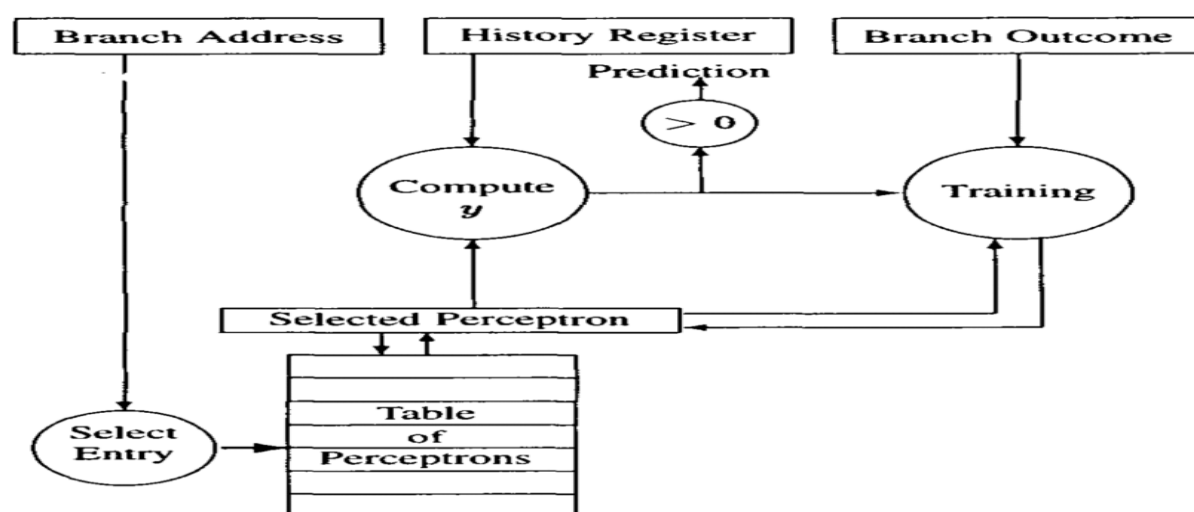 Branch Address
History Register
Branch Outcome
Prediction
> 0
Compute
y
Training
Selected Perceptron
Select
Entry
Table
of
Perceptrons